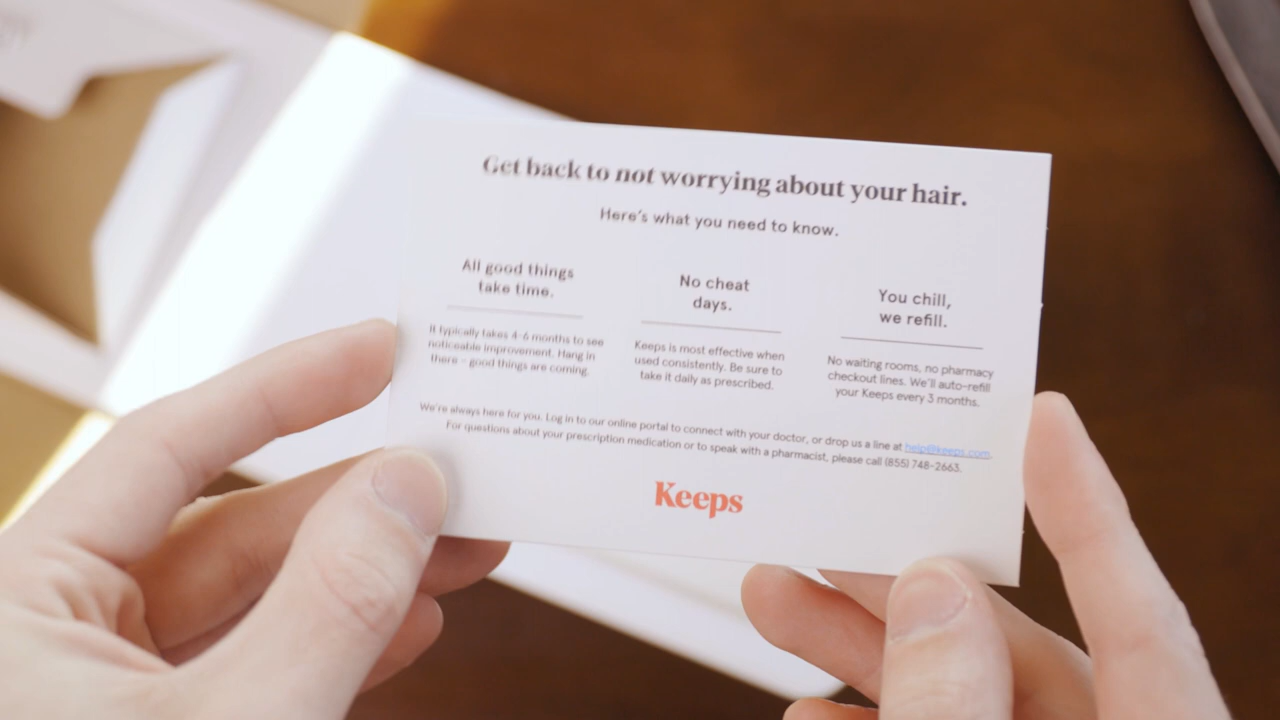 Get back to not worrying about your hair.
Here's what you need to know.
All good things
take time.
It typically takes 4-6 months to see
noticeable improvement. Hang in
there - good things are coming.
No cheat
days.
Keeps is most effective when
used consistently. Be sure to
take it daily as prescribed.
You chill,
we refill.
No waiting rooms, no pharmacy
checkout lines. We'll auto-refill
your Keeps every 3 months.
We're always here for you. Log in to our online portal to connect with your doctor, or drop us a line at help@keeps.com.
For questions about your prescription medication or to speak with a pharmacist, please call (855) 748-2663.
Keeps